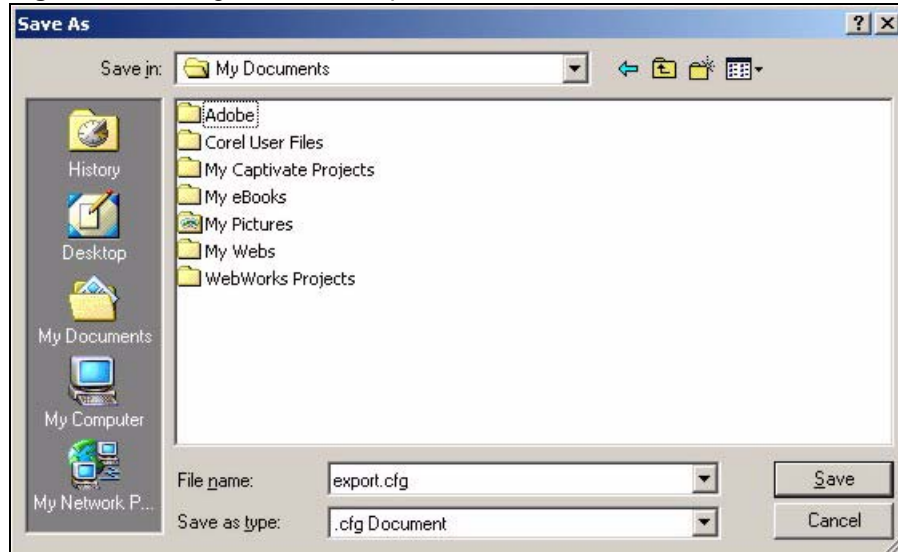 Save As
Save in:
My Documents
History
Desktop
My Documents
My Computer
My Network P...
Adobe
Corel User Files
My Captivate Projects
My eBooks
My Pictures
My Webs
WebWorks Projects
File name:
export.cfg
Save
Save as type:
.cfg Document
Cancel